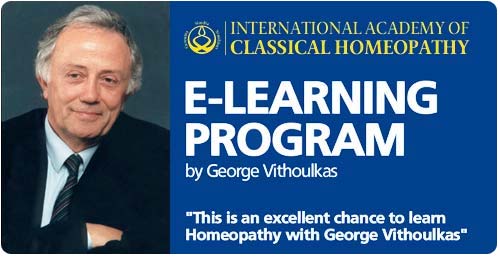 INTERNATIONAL ACADEMY OF
CLASSICAL HOMEOPATHY
E-LEARNING
PROGRAM
by George Vithoulkas
"This is an excellent chance to learn
Homeopathy with George Vithoulkas"